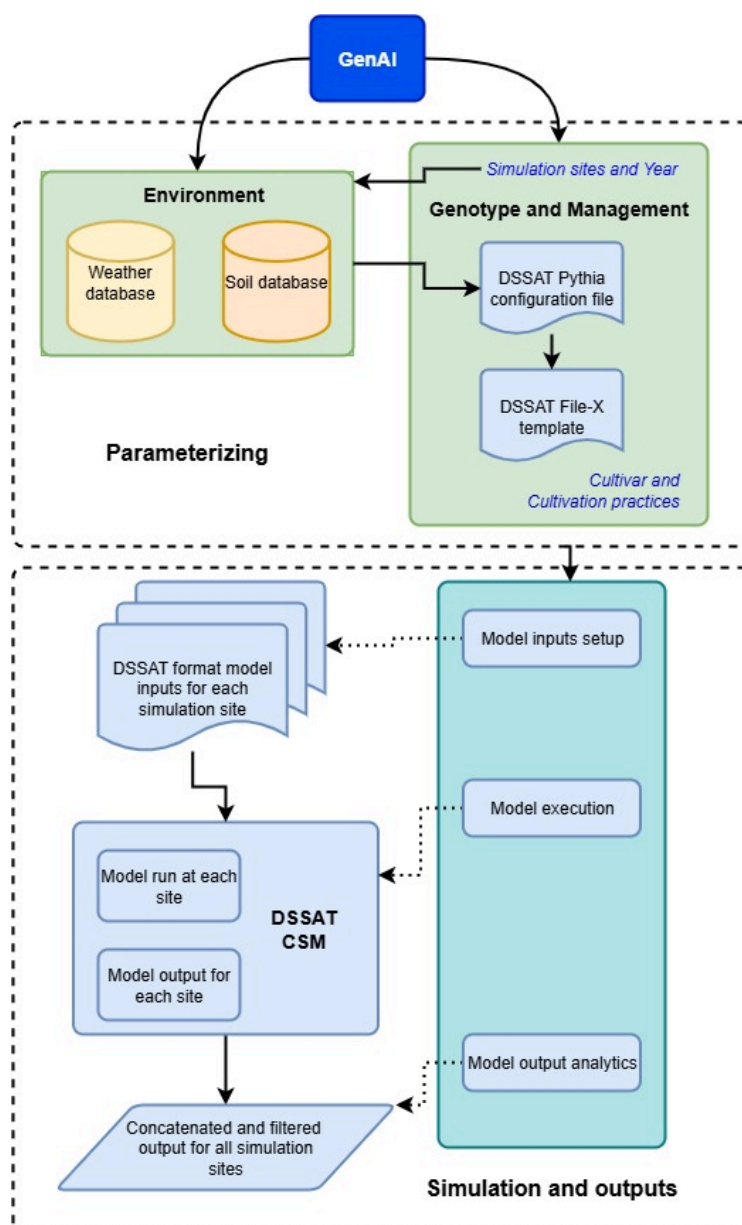 GenAI
Environment
Weather
database
Soil database
Simulation sites and Year
Genotype and Management
DSSAT Pythia
configuration file
DSSAT File-X
template
Cultivar and
Cultivation practices
Parameterizing
DSSAT format model
inputs for each
simulation site
Model inputs setup
Model execution
Model run at each
site
DSSAT
CSM
Model output for
each site
Model output analytics
Concatenated and filtered
output for all simulation
sites
Simulation and outputs